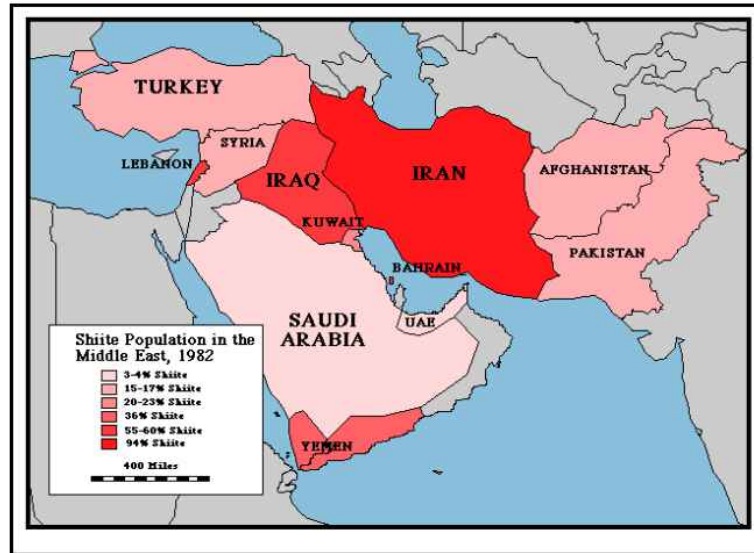 TURKEY
SYRIA
LEBANON
IRAQ
IRAN
AFGHANISTAN
KUWAIT
PAKISTAN
BAHRAIN
SAUDI
ARABIA
UAE
YEMEN
Shiite Population in the
Middle East, 1982
3-4% Shiite
15-17% Shiite
20-23% Shiite
36% Shiite
55-60% Shiite
94% Shiite
400 Miles